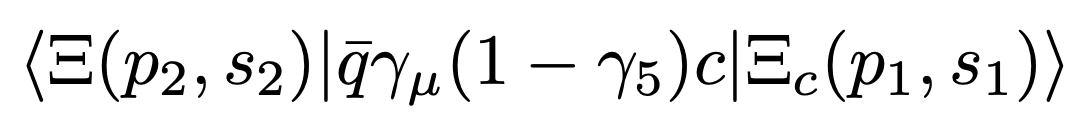 ⟨Ξ(p₂, s₂)|q̄γ_μ(1 − γ₅)c|Ξ_c(p₁, s₁)⟩